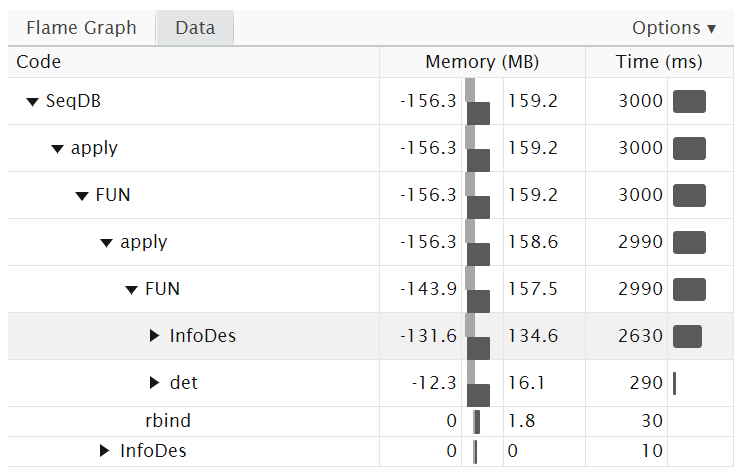 Flame Graph Data Options ▼
Code Memory (MB) Time (ms)
▼ SeqDB -156.3 159.2 3000
▼ apply -156.3 159.2 3000
▼ FUN -156.3 159.2 3000
▼ apply -156.3 158.6 2990
▼ FUN -143.9 157.5 2990
▶ InfoDes -131.6 134.6 2630
▶ det -12.3 16.1 290
rbind 0 1.8 30
▶ InfoDes 0 0 10